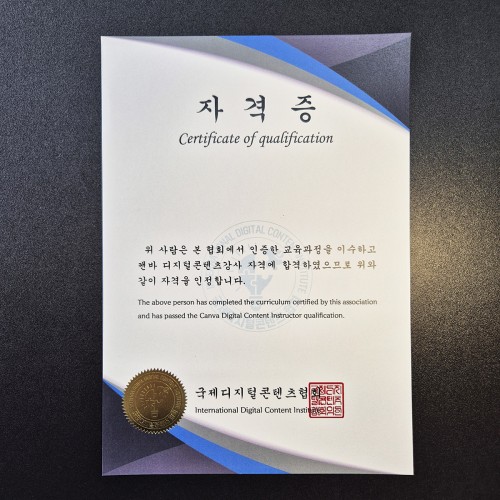 자격증
Certificate of qualification
위 사람은 본 협회에서 인증한 교육과정을 이수하고
캔바 디지털콘텐츠강사 자격에 합격하였으므로 위와
같이 자격을 인정합니다.
The above person has completed the curriculum certified by this association
and has passed the Canva Digital Content Instructor qualification.
국제디지털콘텐츠협회
International Digital Content Institute